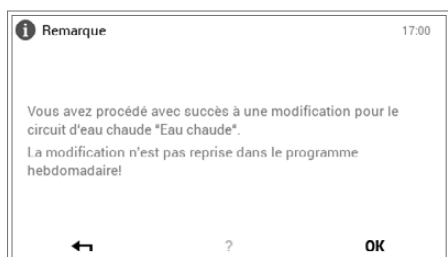 Remarque 17:00
Vous avez procédé avec succès à une modification pour le
circuit d'eau chaude "Eau chaude".
La modification n'est pas reprise dans le programme
hebdomadaire!
? OK